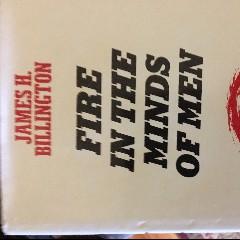 JAMES H.
BILLINGTON
FIRE
IN THE
MINDS
OF MEN